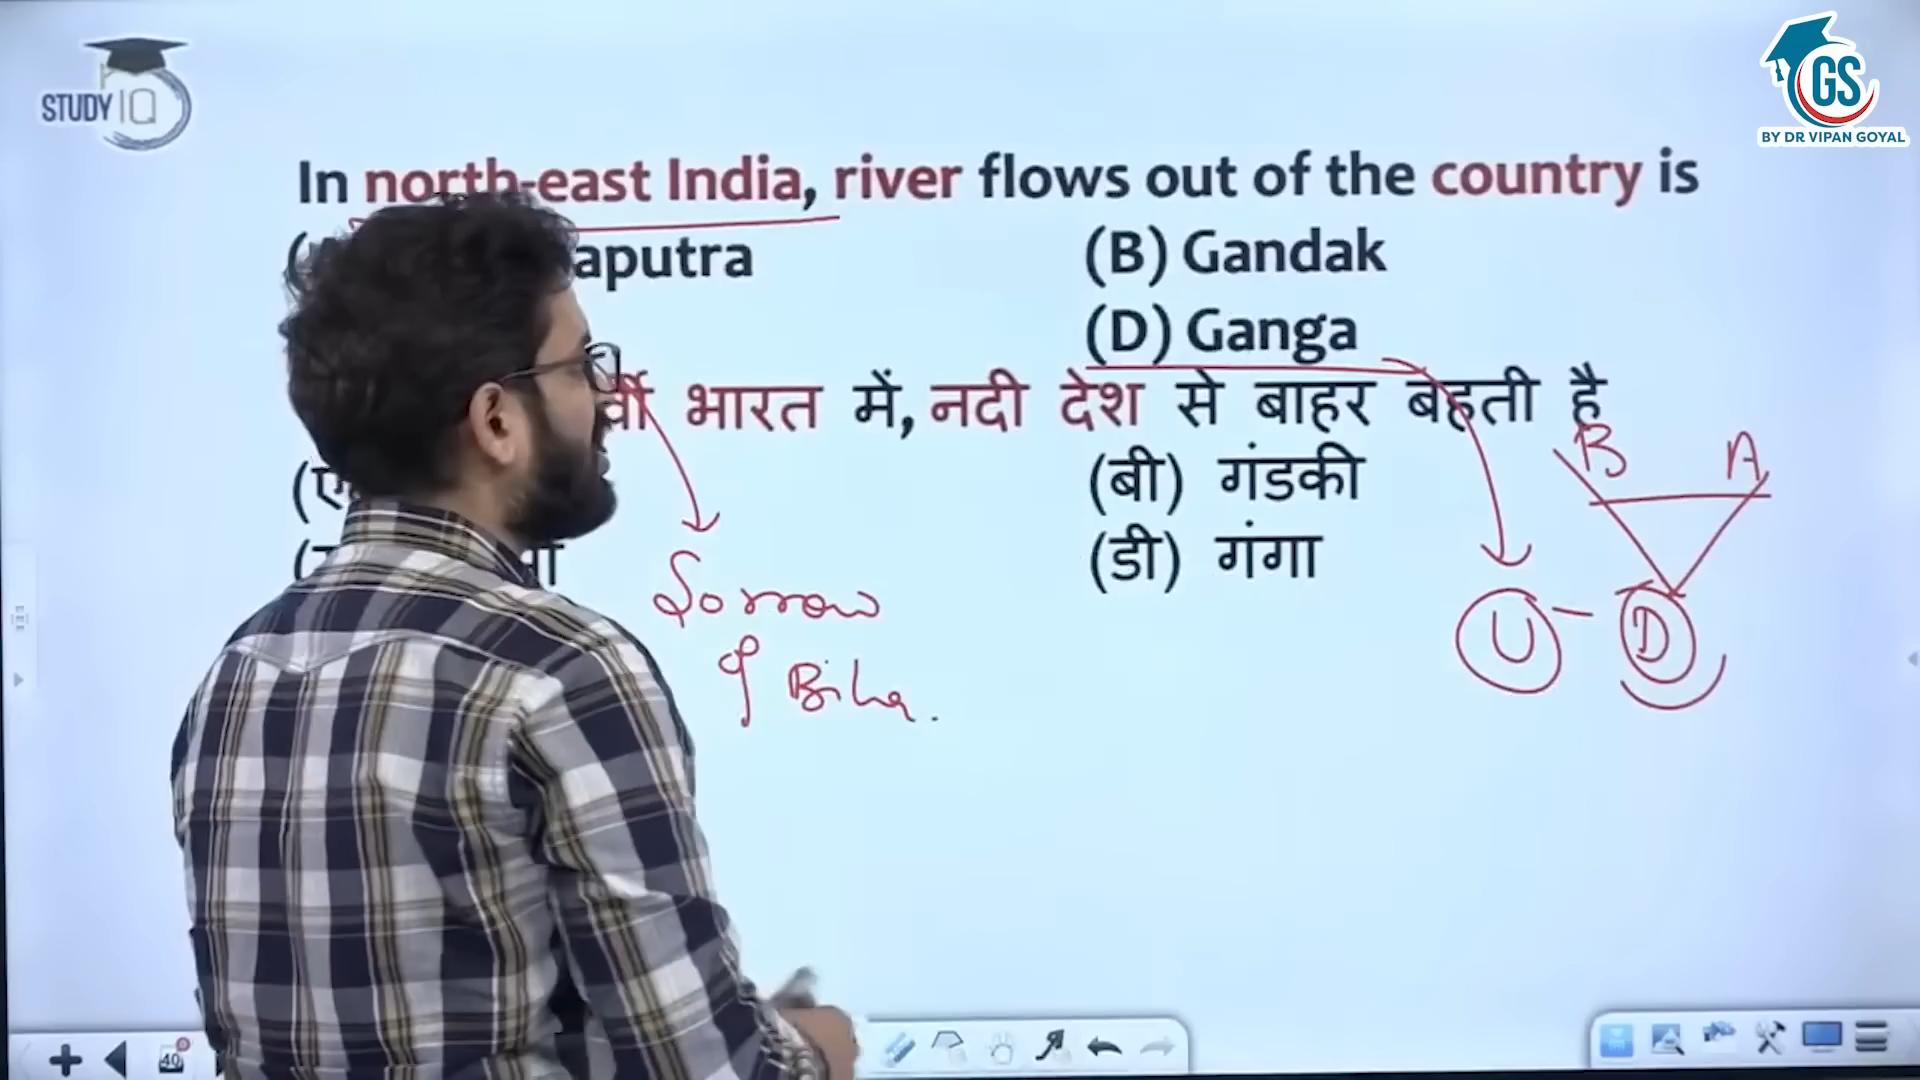 STUDY IQ
GS
BY DR VIPAN GOYAL
In north-east India, river flows out of the country is
aputra
(B) Gandak
(D) Ganga
र्वी भारत में, नदी देश से बाहर बहती है
(बी) गंडकी
(डी) गंगा
B A
Sorrow
of
U - D
40